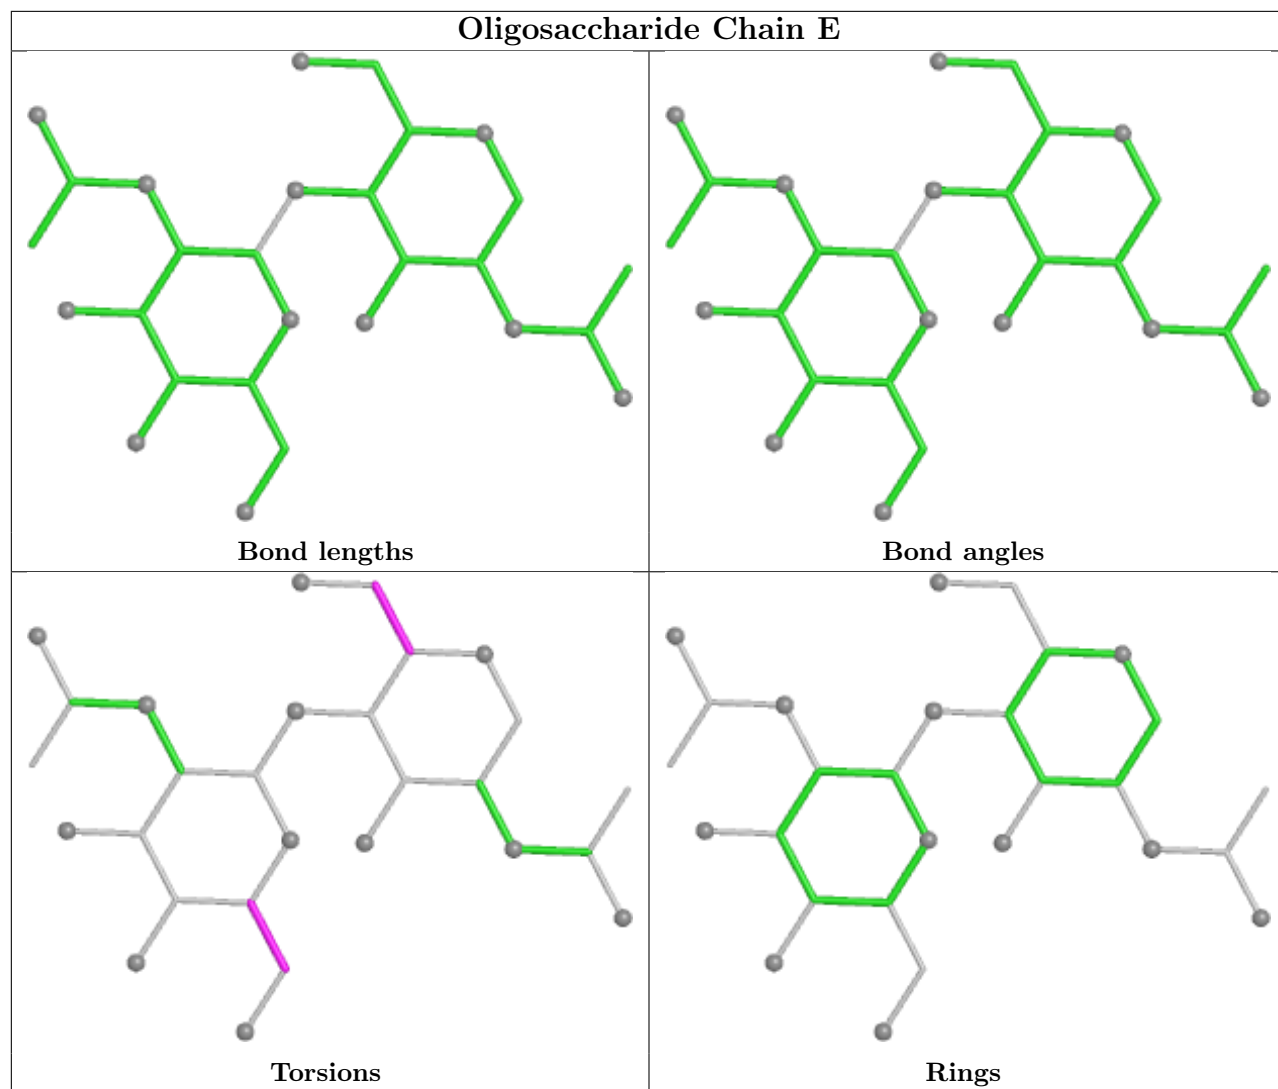 Oligosaccharide Chain E
Bond lengths
Bond angles
Torsions
Rings